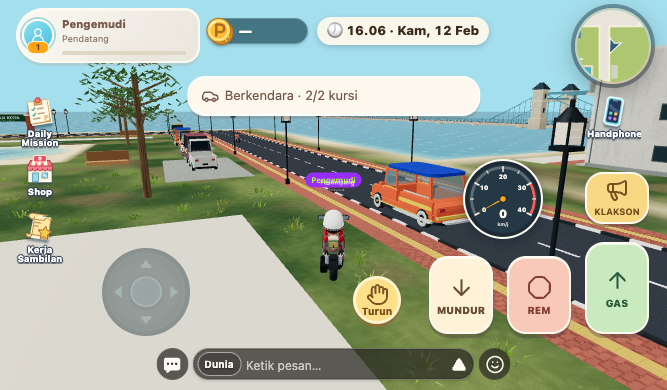 Pengemudi
Pendatang
1
P —
16.06 · Kam, 12 Feb
Berkendara · 2/2 kursi
Daily
Mission
Shop
Kerja
Sambilan
Handphone
Pengemudi
0 10 20 30 40
0
km/j
KLAKSON
Turun
MUNDUR
REM
GAS
Dunia
Ketik pesan...